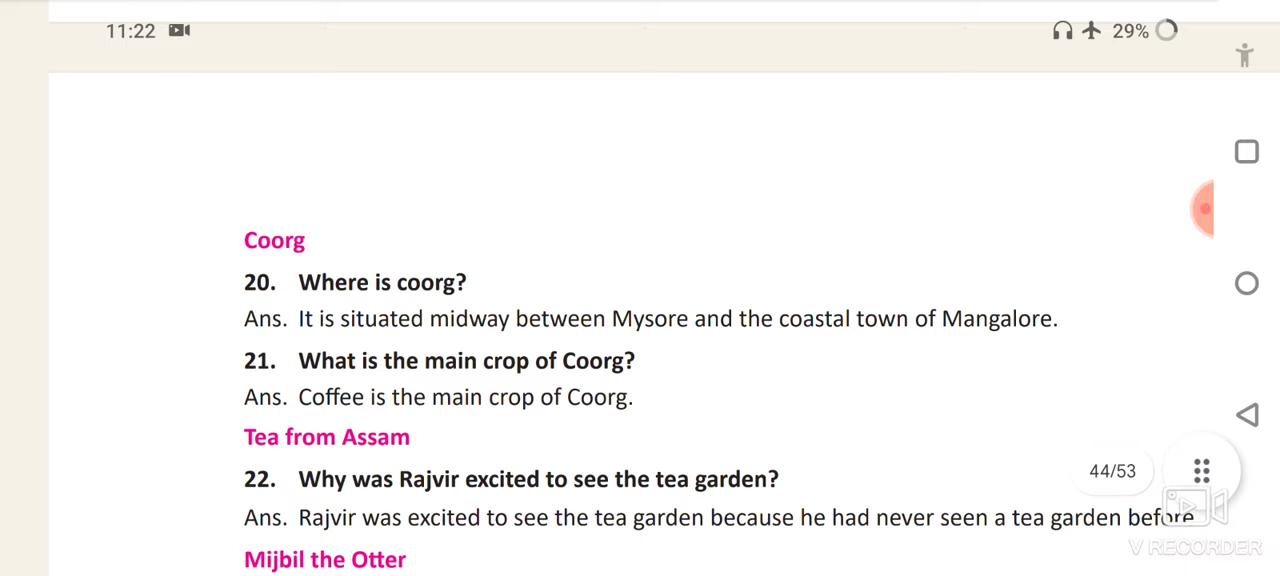 11:22
29%
Coorg
20. Where is coorg?
Ans. It is situated midway between Mysore and the coastal town of Mangalore.
21. What is the main crop of Coorg?
Ans. Coffee is the main crop of Coorg.
Tea from Assam
22. Why was Rajvir excited to see the tea garden?
44/53
Ans. Rajvir was excited to see the tea garden because he had never seen a tea garden before
V RECORDER
Mijbil the Otter